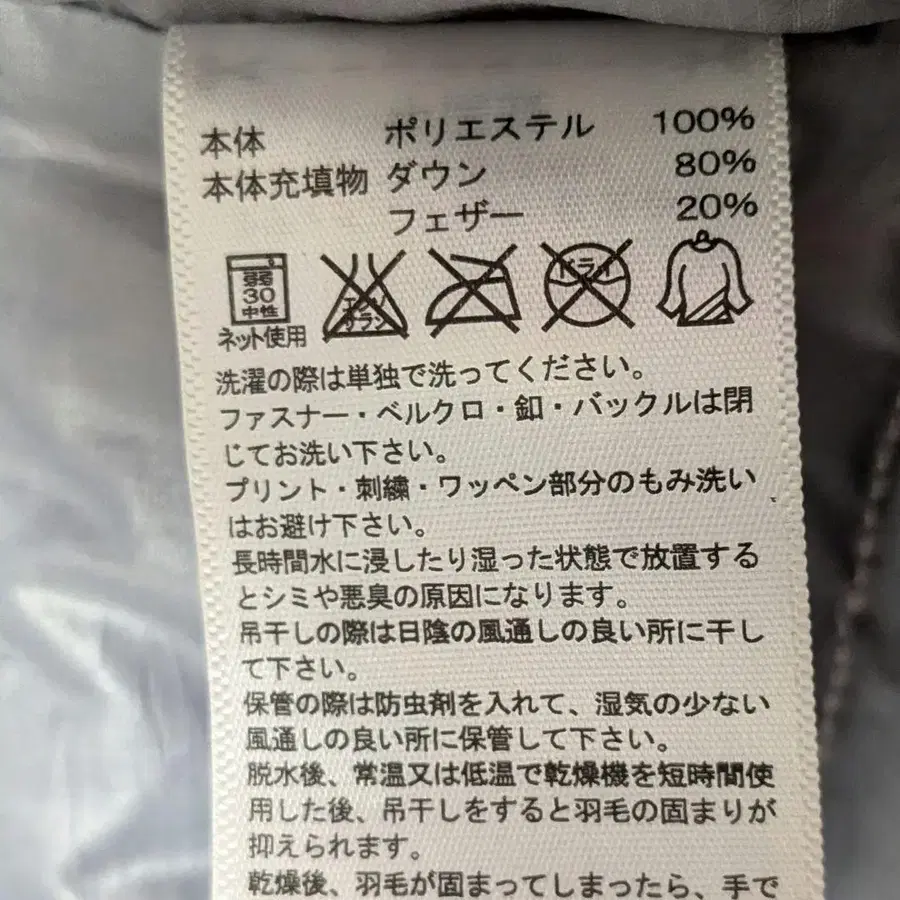 本体 ポリエステル 100%
本体充填物 ダウン 80%
フェザー 20%
弱
30
中性
ネット使用
エンソ
サラシ
ドライ
洗濯の際は単独で洗ってください。
ファスナー・ベルクロ・釦・バックルは閉
じてお洗い下さい。
プリント・刺繍・ワッペン部分のもみ洗い
はお避け下さい。
長時間水に浸したり湿った状態で放置する
とシミや悪臭の原因になります。
吊干しの際は日陰の風通しの良い所に干し
て下さい。
保管の際は防虫剤を入れて、湿気の少ない
風通しの良い所に保管して下さい。
脱水後、常温又は低温で乾燥機を短時間使
用した後、吊干しをすると羽毛の固まりが
抑えられます。
乾燥後、羽毛が固まってしまったら、手で